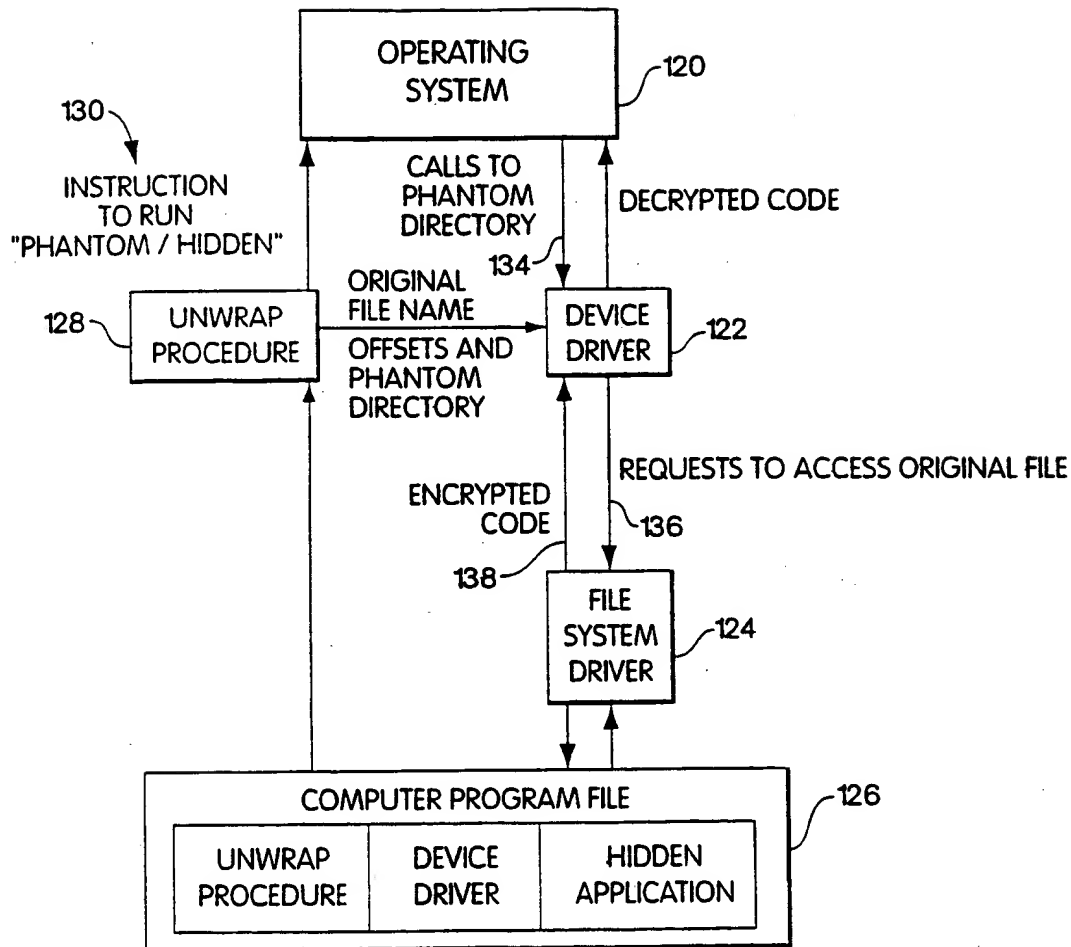 OPERATING
SYSTEM
120
130
INSTRUCTION
TO RUN
"PHANTOM / HIDDEN"
CALLS TO
PHANTOM
DIRECTORY
134
DECRYPTED CODE
128
UNWRAP
PROCEDURE
ORIGINAL
FILE NAME
OFFSETS AND
PHANTOM
DIRECTORY
DEVICE
DRIVER
122
REQUESTS TO ACCESS ORIGINAL FILE
136
ENCRYPTED
CODE
138
FILE
SYSTEM
DRIVER
124
COMPUTER PROGRAM FILE
126
UNWRAP
PROCEDURE
DEVICE
DRIVER
HIDDEN
APPLICATION